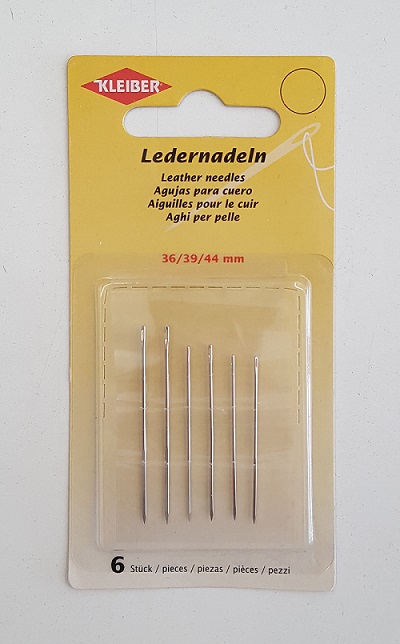 KLEIBER
Ledernadeln
Leather needles
Agujas para cuero
Aiguilles pour le cuir
Aghi per pelle
36/39/44 mm
6 Stück / pieces / piezas / pièces / pezzi